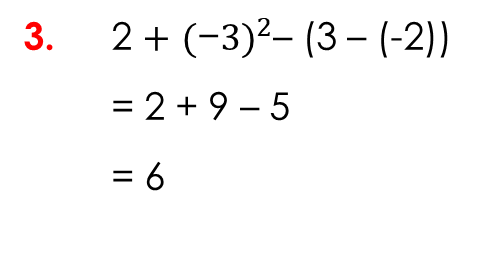 3. 2 + (−3)² – (3 – (-2))
= 2 + 9 – 5
= 6